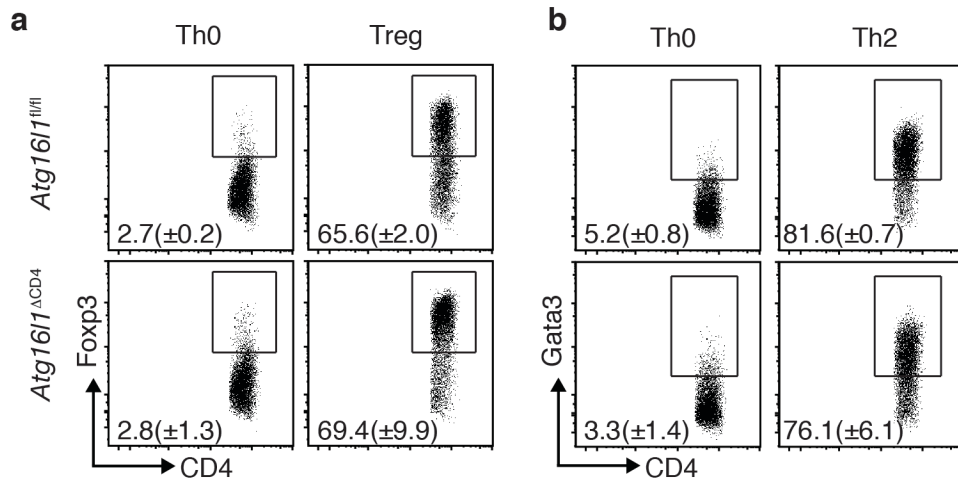 a
b
Th0 Treg
Th0 Th2
Atg16l1fl/fl
2.7(±0.2) 65.6(±2.0)
5.2(±0.8) 81.6(±0.7)
Atg16l1ΔCD4
Foxp3
Gata3
2.8(±1.3) 69.4(±9.9)
3.3(±1.4) 76.1(±6.1)
CD4
CD4